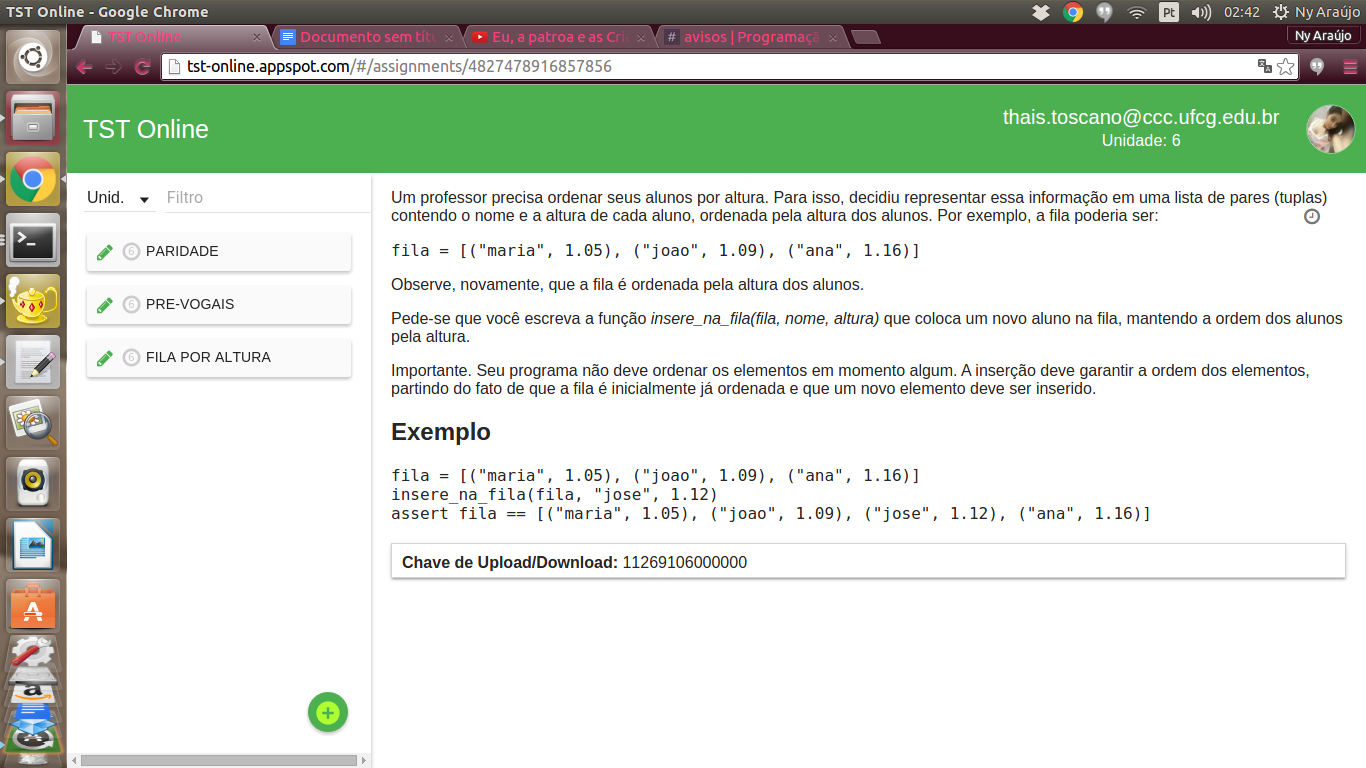 TST Online - Google Chrome
Pt
02:42
Ny Araújo
TST Online
Documento sem títu
Eu, a patroa e as Cri
# avisos | Programaçã
Ny Araújo
tst-online.appspot.com/#/assignments/4827478916857856
TST Online
thais.toscano@ccc.ufcg.edu.br
Unidade: 6
Unid.
Filtro
6 PARIDADE
6 PRE-VOGAIS
6 FILA POR ALTURA
Um professor precisa ordenar seus alunos por altura. Para isso, decidiu representar essa informação em uma lista de pares (tuplas)
contendo o nome e a altura de cada aluno, ordenada pela altura dos alunos. Por exemplo, a fila poderia ser:
fila = [("maria", 1.05), ("joao", 1.09), ("ana", 1.16)]
Observe, novamente, que a fila é ordenada pela altura dos alunos.
Pede-se que você escreva a função insere_na_fila(fila, nome, altura) que coloca um novo aluno na fila, mantendo a ordem dos alunos
pela altura.
Importante. Seu programa não deve ordenar os elementos em momento algum. A inserção deve garantir a ordem dos elementos,
partindo do fato de que a fila é inicialmente já ordenada e que um novo elemento deve ser inserido.
Exemplo
fila = [("maria", 1.05), ("joao", 1.09), ("ana", 1.16)]
insere_na_fila(fila, "jose", 1.12)
assert fila == [("maria", 1.05), ("joao", 1.09), ("jose", 1.12), ("ana", 1.16)]
Chave de Upload/Download: 11269106000000